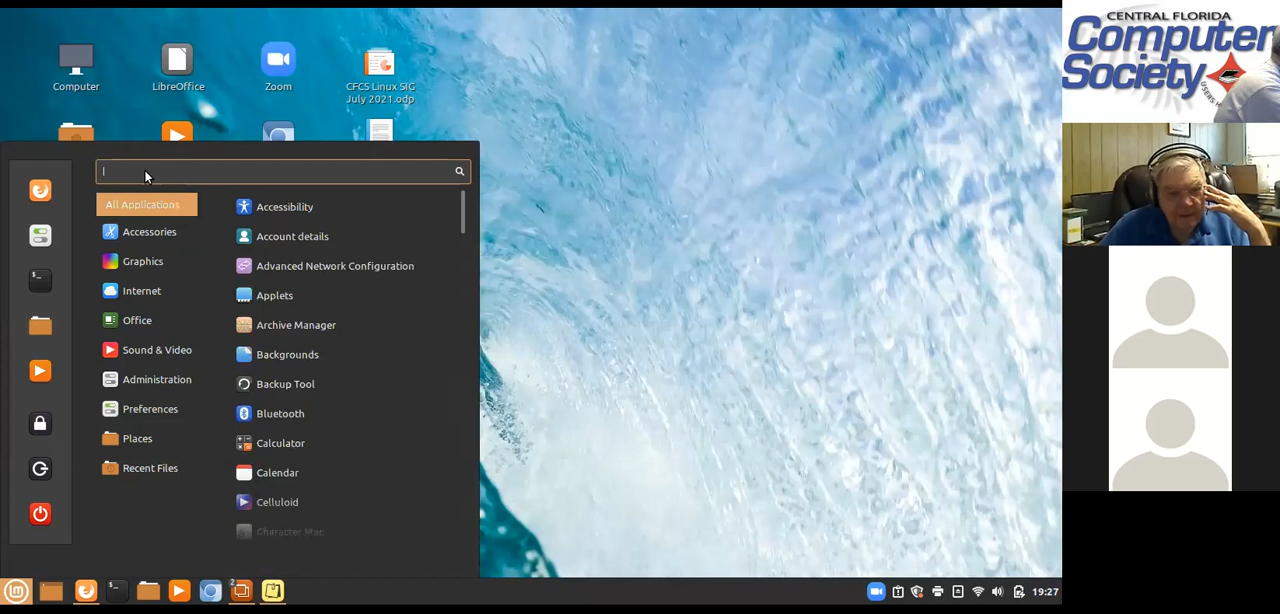 Computer
LibreOffice
Zoom
CFCS Linux SIG
July 2021.odp
All Applications
Accessories
Graphics
Internet
Office
Sound & Video
Administration
Preferences
Places
Recent Files
Accessibility
Account details
Advanced Network Configuration
Applets
Archive Manager
Backgrounds
Backup Tool
Bluetooth
Calculator
Calendar
Celluloid
Character Map
2
19:27
CENTRAL FLORIDA
Computer
Society